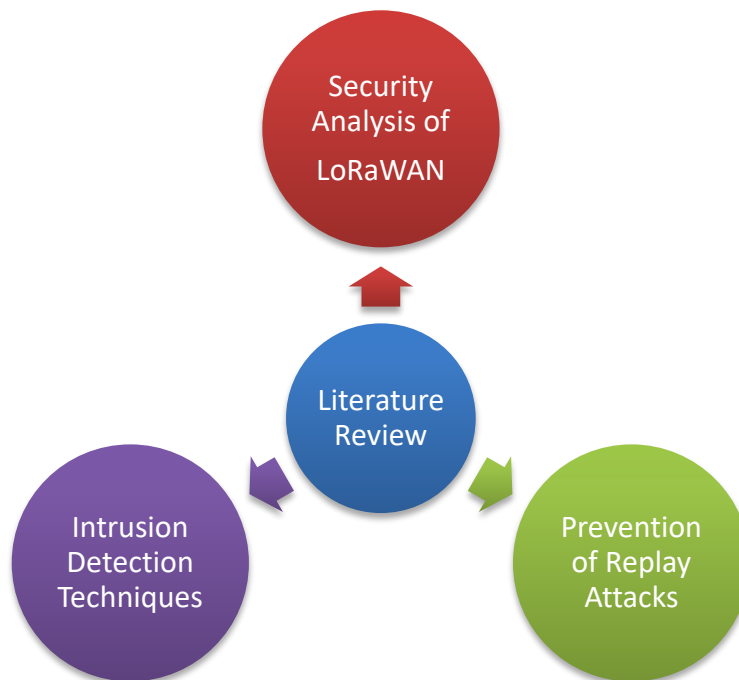 Security
Analysis of
LoRaWAN
Literature
Review
Intrusion
Detection
Techniques
Prevention
of Replay
Attacks